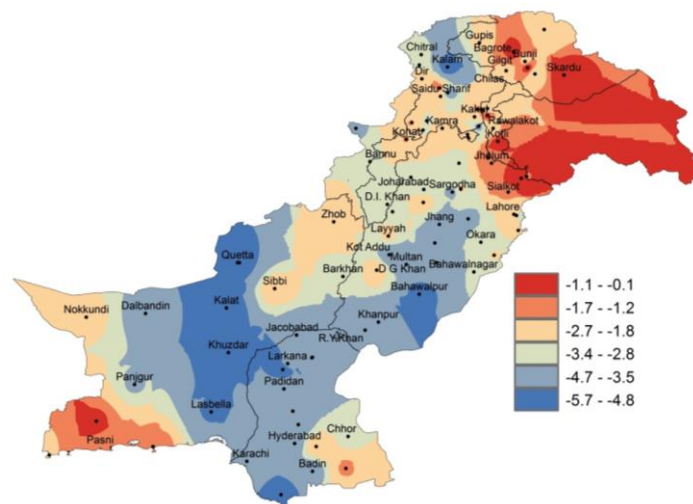 Gupis
Chitral
Bagrote
Bunji
Kalam
Gilgit
Skardu
Dir
Chilas
Saidu Sharif
Kamra
Rawalakot
Kohat
Kotli
Bannu
Jhelum
Joharabad
Sargodha
Sialkot
D.I. Khan
Lahore
Zhob
Jhang
Layyah
Okara
Kot Addu
Quetta
Multan
D G Khan
Bahawalnagar
Sibbi
Barkhan
Bahawalpur
Nokkundi
Dalbandin
Kalat
Khanpur
Jacobabad
R.Y.Khan
Khuzdar
Larkana
Panjgur
Padidan
Lasbella
Pasni
Hyderabad
Chhor
Karachi
Badin
-1.1 - -0.1
-1.7 - -1.2
-2.7 - -1.8
-3.4 - -2.8
-4.7 - -3.5
-5.7 - -4.8